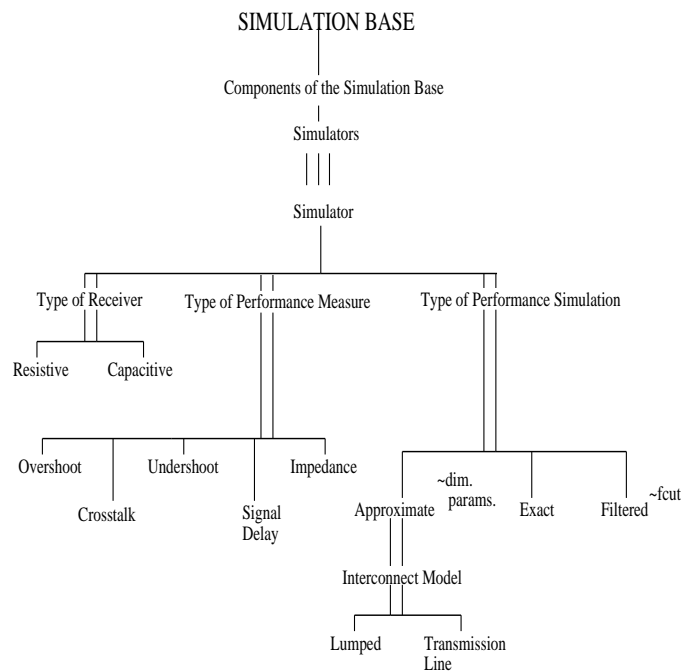 SIMULATION BASE
Components of the Simulation Base
Simulators
Simulator
Type of Receiver
Type of Performance Measure
Type of Performance Simulation
Resistive
Capacitive
Overshoot
Undershoot
Impedance
Crosstalk
Signal
Delay
~dim.
params.
Approximate
Exact
Filtered
~fcut
Interconnect Model
Lumped
Transmission
Line